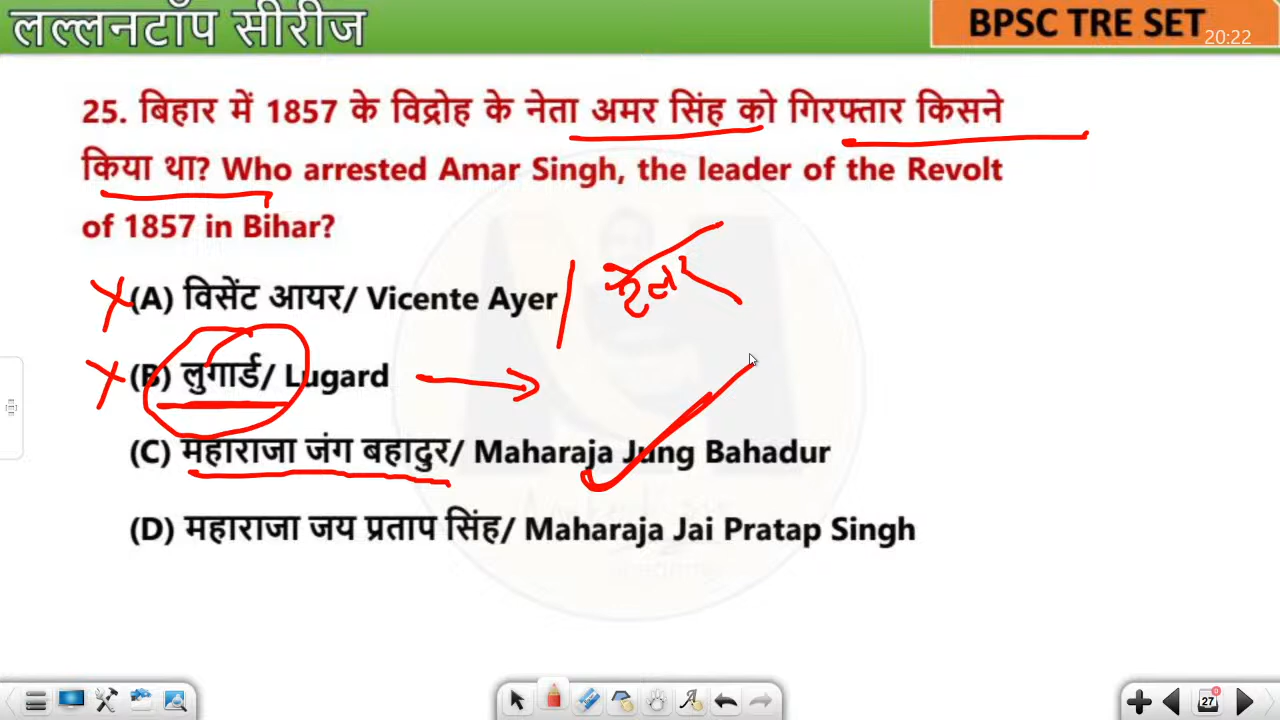 लल्लनटॉप सीरीज
BPSC TRE SET
20:22
25. बिहार में 1857 के विद्रोह के नेता अमर सिंह को गिरफ्तार किसने
किया था? Who arrested Amar Singh, the leader of the Revolt
of 1857 in Bihar?
(A) विसेंट आयर/ Vicente Ayer
(B) लुगार्ड/ Lugard
(C) महाराजा जंग बहादुर/ Maharaja Jung Bahadur
(D) महाराजा जय प्रताप सिंह/ Maharaja Jai Pratap Singh
27